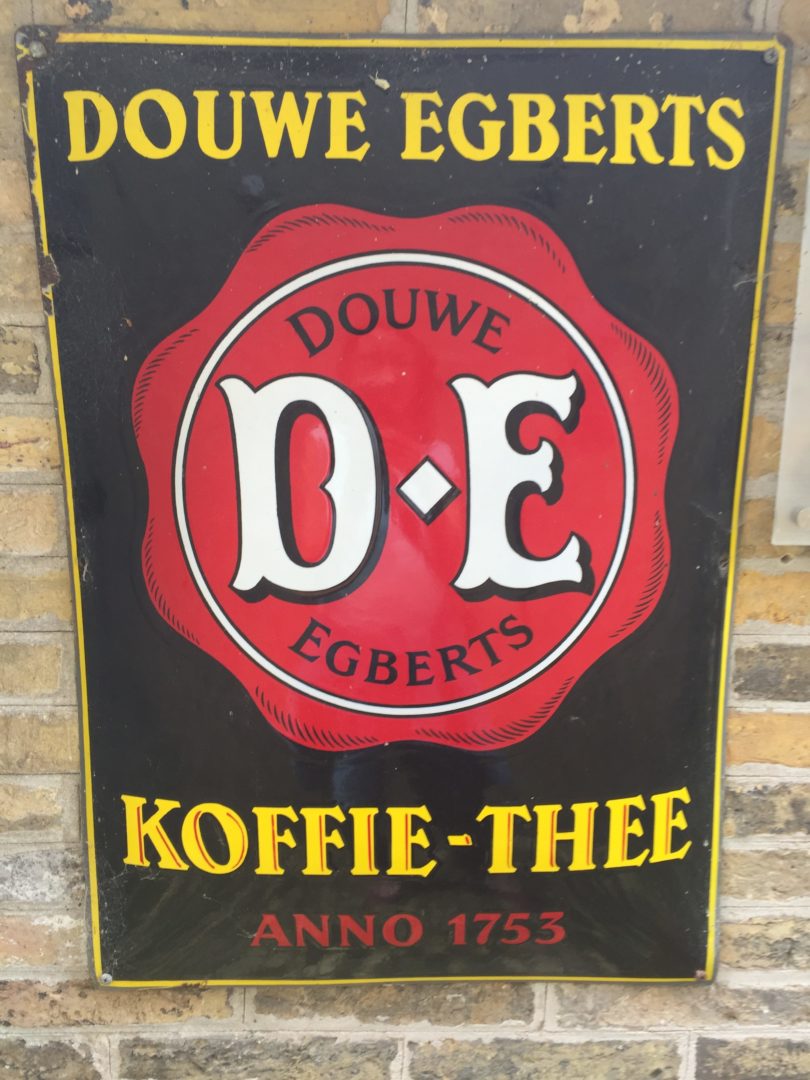 DOUWE EGBERTS
DOUWE
D◆E
EGBERTS
KOFFIE-THEE
ANNO 1753